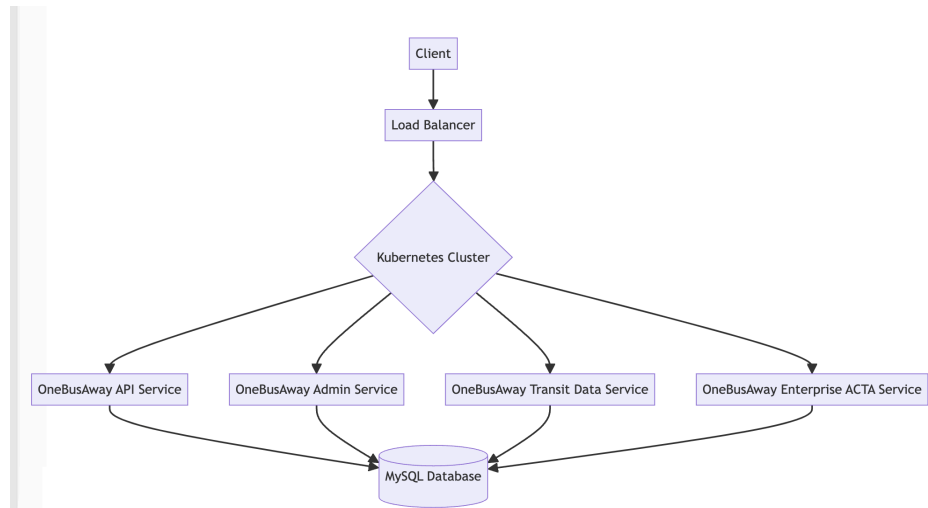 Client
Load Balancer
Kubernetes Cluster
OneBusAway API Service
OneBusAway Admin Service
OneBusAway Transit Data Service
OneBusAway Enterprise ACTA Service
MySQL Database